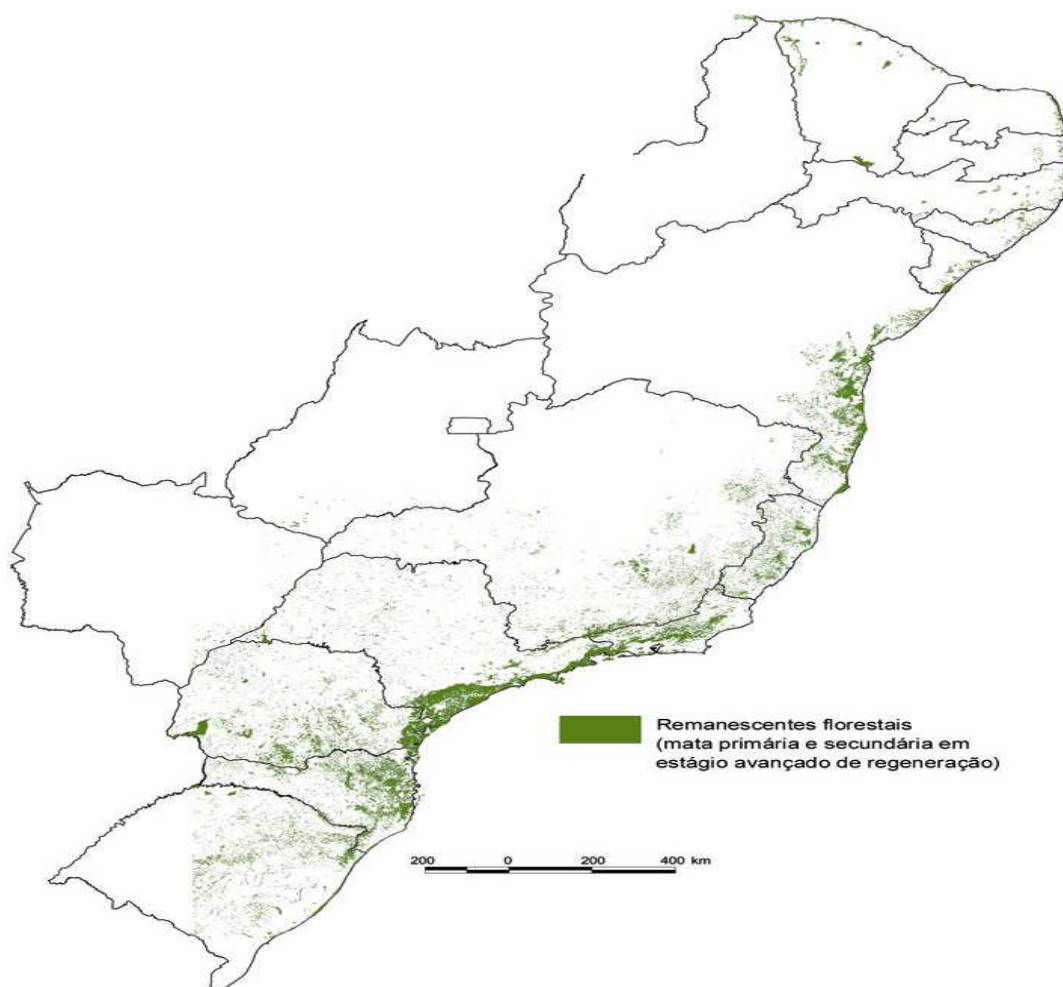 Remanescentes florestais
(mata primária e secundária em
estágio avançado de regeneração)
200 0 200 400 km